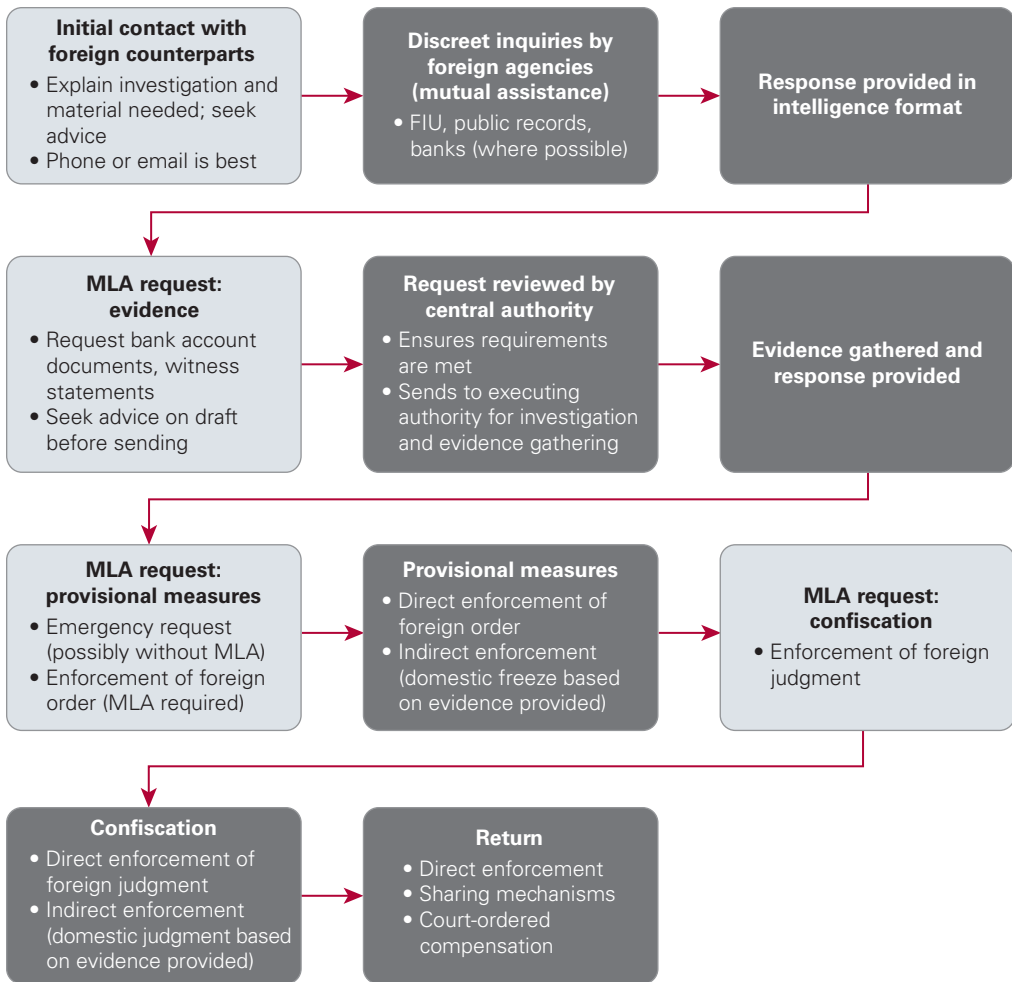 Initial contact with
foreign counterparts
• Explain investigation and
material needed; seek
advice
• Phone or email is best
Discreet inquiries by
foreign agencies
(mutual assistance)
• FIU, public records,
banks (where possible)
Response provided in
intelligence format
MLA request:
evidence
• Request bank account
documents, witness
statements
• Seek advice on draft
before sending
Request reviewed by
central authority
• Ensures requirements
are met
• Sends to executing
authority for investigation
and evidence gathering
Evidence gathered and
response provided
MLA request:
provisional measures
• Emergency request
(possibly without MLA)
• Enforcement of foreign
order (MLA required)
Provisional measures
• Direct enforcement of
foreign order
• Indirect enforcement
(domestic freeze based
on evidence provided)
MLA request:
confiscation
• Enforcement of foreign
judgment
Confiscation
• Direct enforcement of
foreign judgment
• Indirect enforcement
(domestic judgment based
on evidence provided)
Return
• Direct enforcement
• Sharing mechanisms
• Court-ordered
compensation